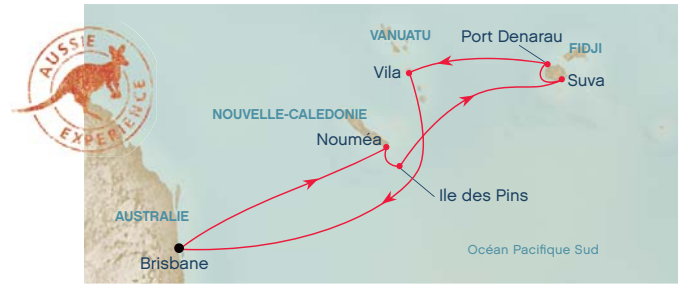 AUSSIE
EXPERIENCE
VANUATU
Port Denarau
FIDJI
Vila
Suva
NOUVELLE-CALEDONIE
Nouméa
Ile des Pins
AUSTRALIE
Océan Pacifique Sud
Brisbane